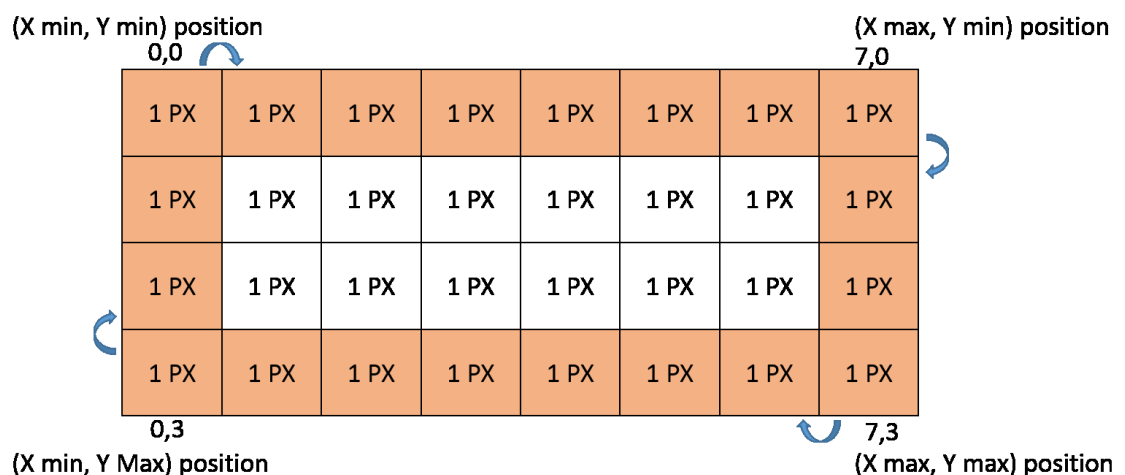 (X min, Y min) position (X max, Y min) position
0,0 7,0
1 PX 1 PX 1 PX 1 PX 1 PX 1 PX 1 PX 1 PX
1 PX 1 PX 1 PX 1 PX 1 PX 1 PX 1 PX 1 PX
1 PX 1 PX 1 PX 1 PX 1 PX 1 PX 1 PX 1 PX
1 PX 1 PX 1 PX 1 PX 1 PX 1 PX 1 PX 1 PX
0,3 7,3
(X min, Y Max) position (X max, Y max) position